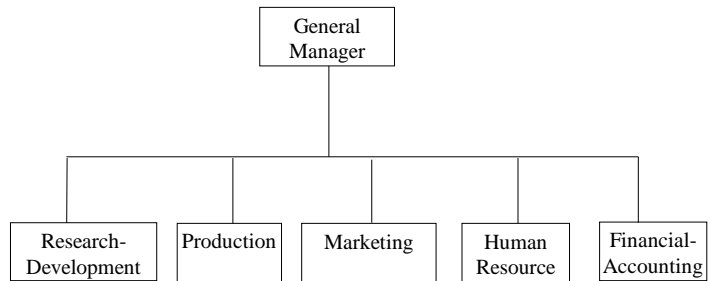 General
Manager
Research-
Development
Production
Marketing
Human
Resource
Financial-
Accounting